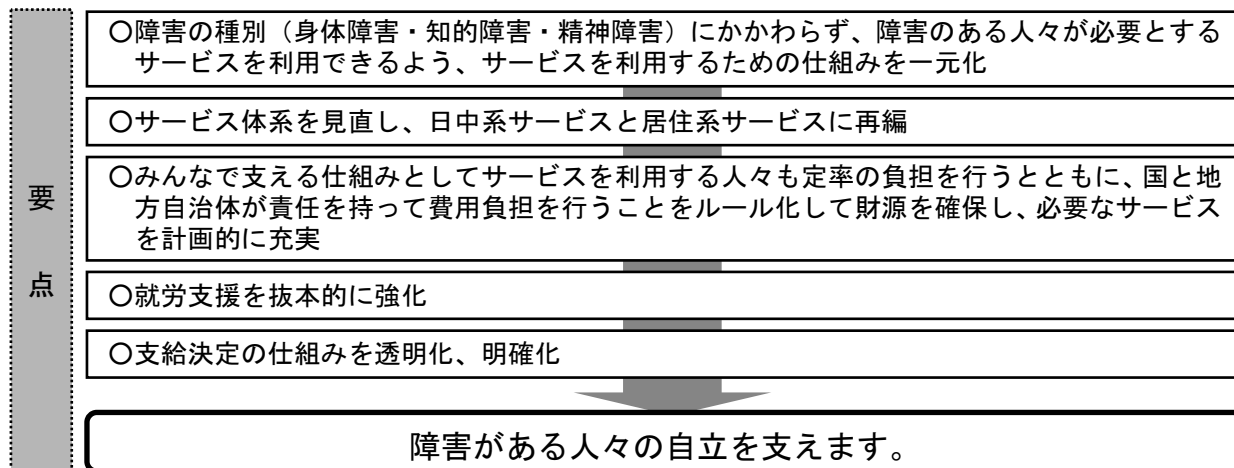 要点
○障害の種別（身体障害・知的障害・精神障害）にかかわらず、障害のある人々が必要とする
サービスを利用できるよう、サービスを利用するための仕組みを一元化
○サービス体系を見直し、日中系サービスと居住系サービスに再編
○みんなで支える仕組みとしてサービスを利用する人々も定率の負担を行うとともに、国と地
方自治体が責任を持って費用負担を行うことをルール化して財源を確保し、必要なサービス
を計画的に充実
○就労支援を抜本的に強化
○支給決定の仕組みを透明化、明確化
障害がある人々の自立を支えます。